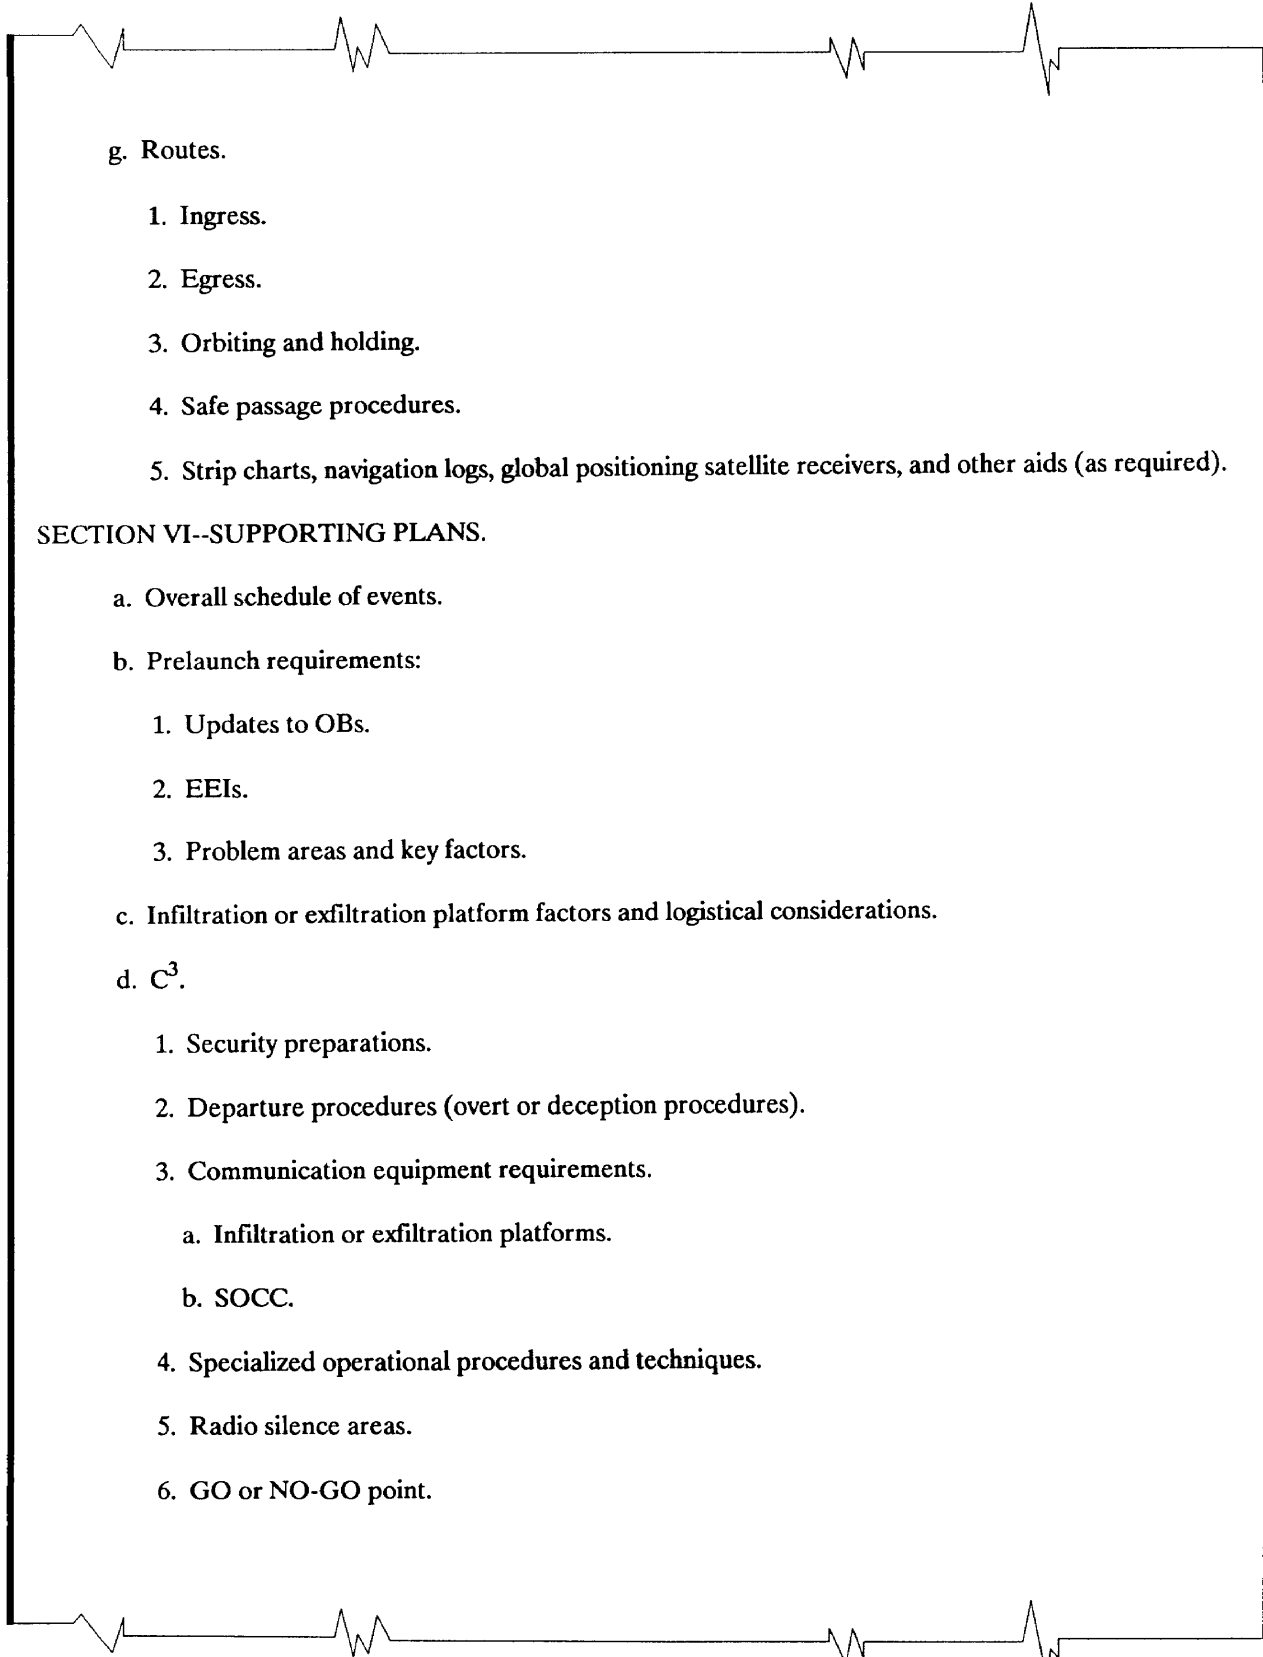 g. Routes.
1. Ingress.
2. Egress.
3. Orbiting and holding.
4. Safe passage procedures.
5. Strip charts, navigation logs, global positioning satellite receivers, and other aids (as required).
SECTION VI--SUPPORTING PLANS.
a. Overall schedule of events.
b. Prelaunch requirements:
1. Updates to OBs.
2. EEIs.
3. Problem areas and key factors.
c. Infiltration or exfiltration platform factors and logistical considerations.
d. C³.
1. Security preparations.
2. Departure procedures (overt or deception procedures).
3. Communication equipment requirements.
a. Infiltration or exfiltration platforms.
b. SOCC.
4. Specialized operational procedures and techniques.
5. Radio silence areas.
6. GO or NO-GO point.